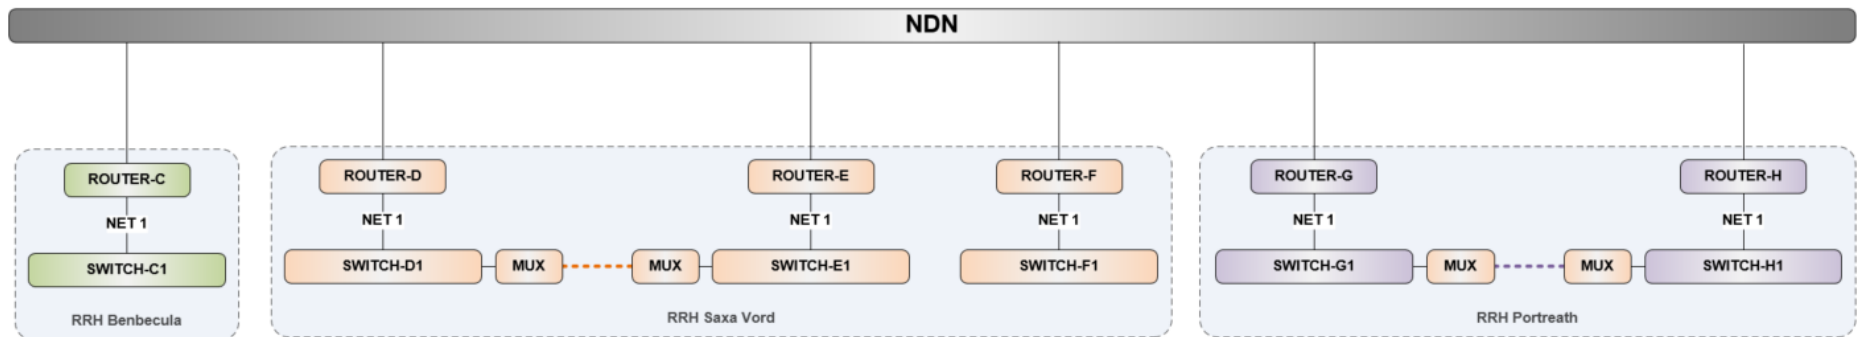 NDN
ROUTER-C
ROUTER-D
ROUTER-E
ROUTER-F
ROUTER-G
ROUTER-H
NET 1
NET 1
NET 1
NET 1
NET 1
NET 1
SWITCH-C1
SWITCH-D1
MUX
MUX
SWITCH-E1
SWITCH-F1
SWITCH-G1
MUX
MUX
SWITCH-H1
RRH Benbecula
RRH Saxa Vord
RRH Portreath